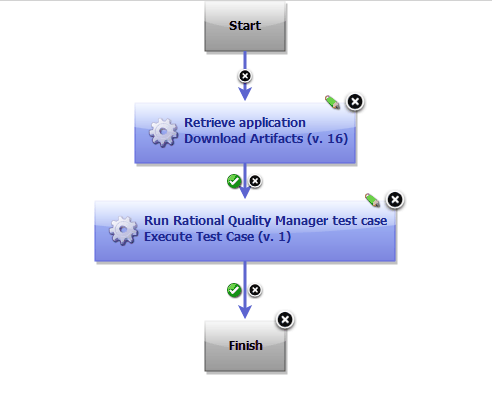 Start
Retrieve application
Download Artifacts (v. 16)
Run Rational Quality Manager test case
Execute Test Case (v. 1)
Finish